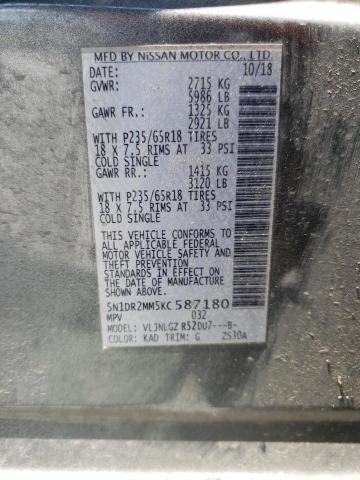 MFD BY NISSAN MOTOR CO., LTD.
DATE: 10/18
GVWR: 2715 KG
5986 LB
GAWR FR.: 1325 KG
2921 LB
WITH P235/65R18 TIRES
18 X 7.5 RIMS AT 33 PSI
COLD SINGLE
GAWR RR.: 1415 KG
3120 LB
WITH P235/65R18 TIRES
18 X 7.5 RIMS AT 33 PSI
COLD SINGLE
THIS VEHICLE CONFORMS TO
ALL APPLICABLE FEDERAL
MOTOR VEHICLE SAFETY
STANDARDS IN EFFECT ON
THE DATE OF MANUFACTURE
SHOWN ABOVE.
5N1DR2MM5KC587180
MPV 032
MODEL: VLJNLGZ R52DU7---B-
COLOR: KAD TRIM: G 2S30A